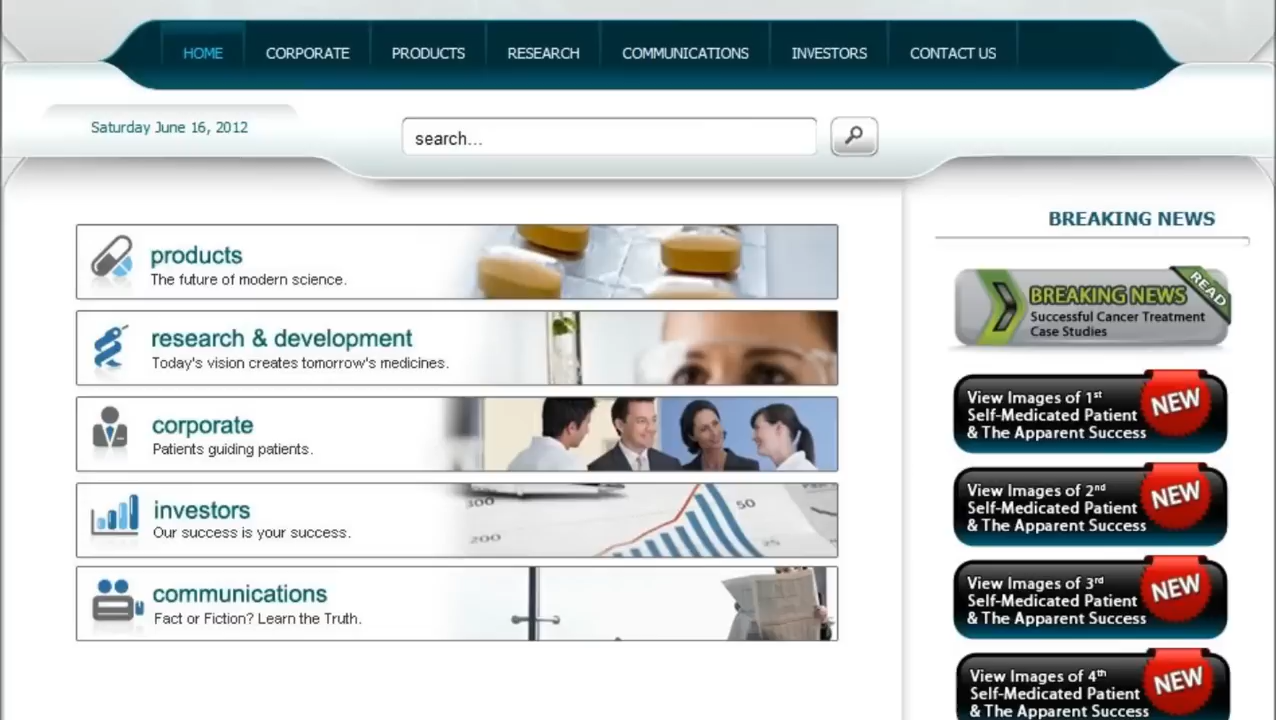 HOME CORPORATE PRODUCTS RESEARCH COMMUNICATIONS INVESTORS CONTACT US
Saturday June 16, 2012
search...
products
The future of modern science.
research & development
Today's vision creates tomorrow's medicines.
corporate
Patients guiding patients.
investors
Our success is your success.
300
200
50
25
communications
Fact or Fiction? Learn the Truth.
BREAKING NEWS
BREAKING NEWS
READ
Successful Cancer Treatment
Case Studies
View Images of 1st
Self-Medicated Patient
& The Apparent Success
NEW
View Images of 2nd
Self-Medicated Patient
& The Apparent Success
NEW
View Images of 3rd
Self-Medicated Patient
& The Apparent Success
NEW
View Images of 4th
Self-Medicated Patient
& The Apparent Success
NEW